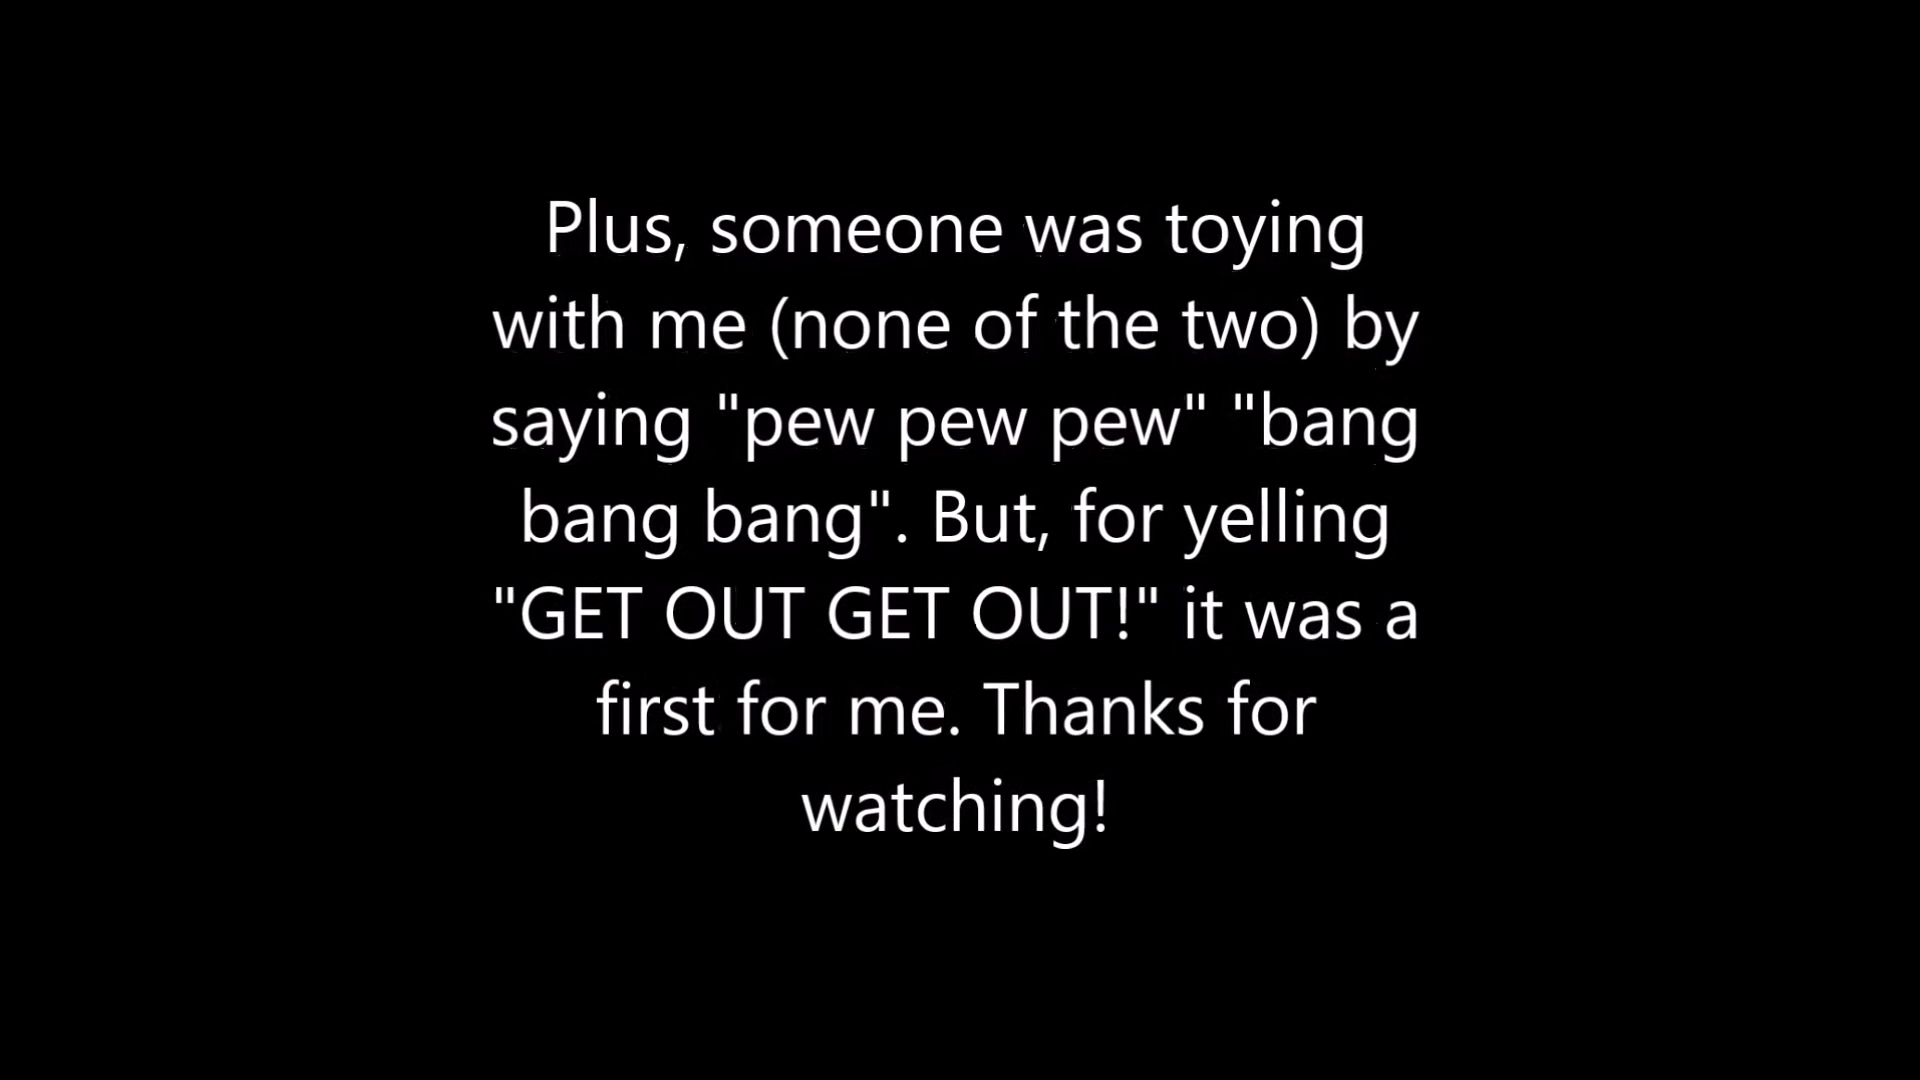 Plus, someone was toying
with me (none of the two) by
saying "pew pew pew" "bang
bang bang". But, for yelling
"GET OUT GET OUT!" it was a
first for me. Thanks for
watching!